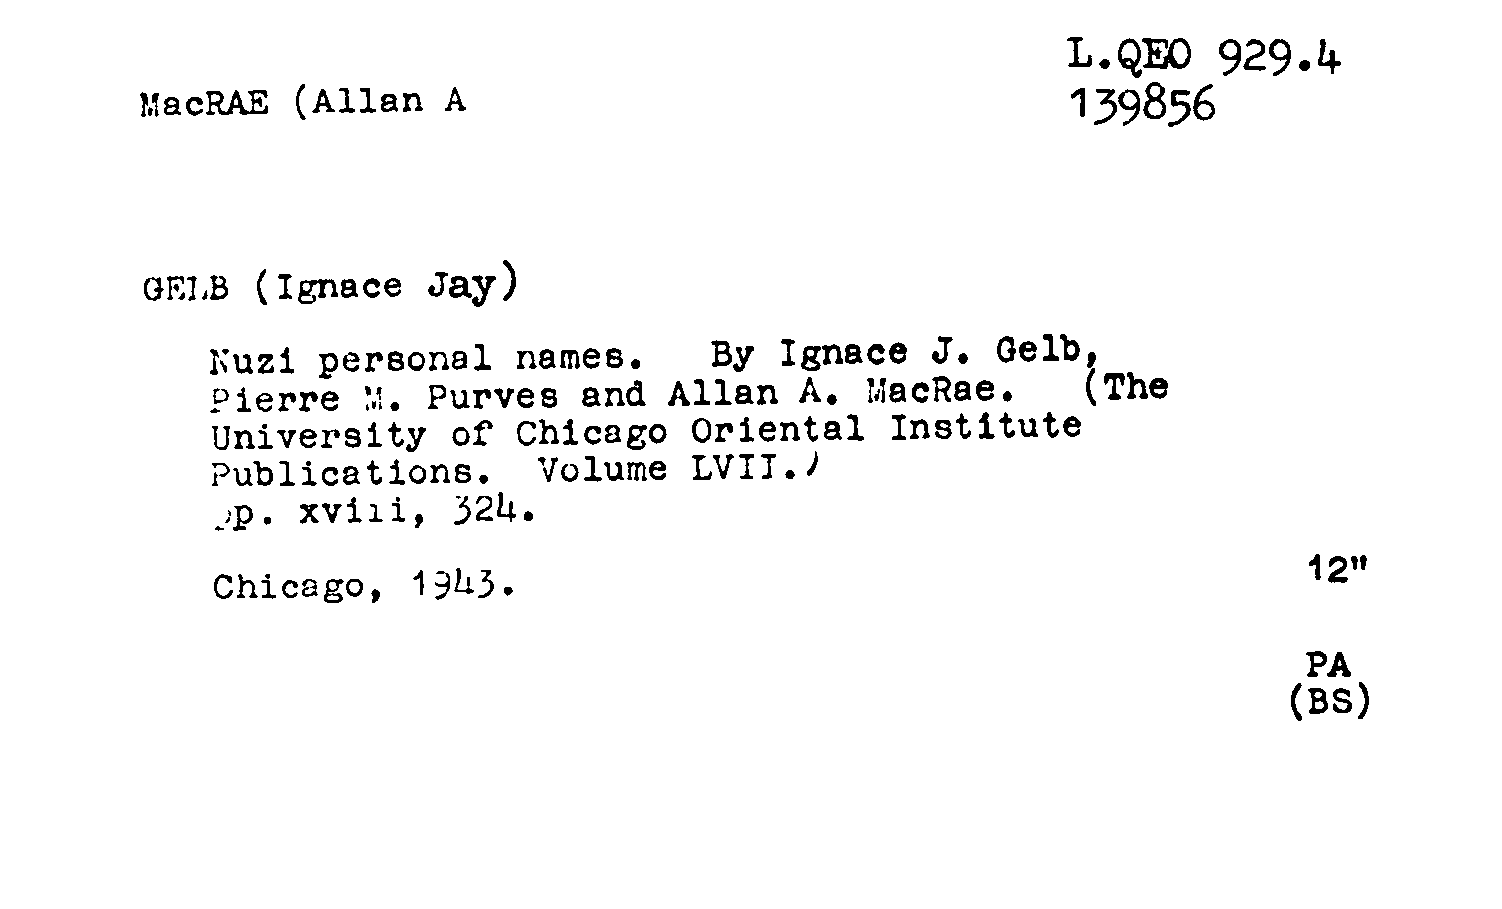 L.QEO 929.4
MacRAE (Allan A
139856
GELB (Ignace Jay)
Nuzi personal names. By Ignace J. Gelb,
Pierre M. Purves and Allan A. MacRae. (The
University of Chicago Oriental Institute
Publications. Volume LVII.)
pp. xviii, 324.
Chicago, 1943.
12"
PA
(BS)